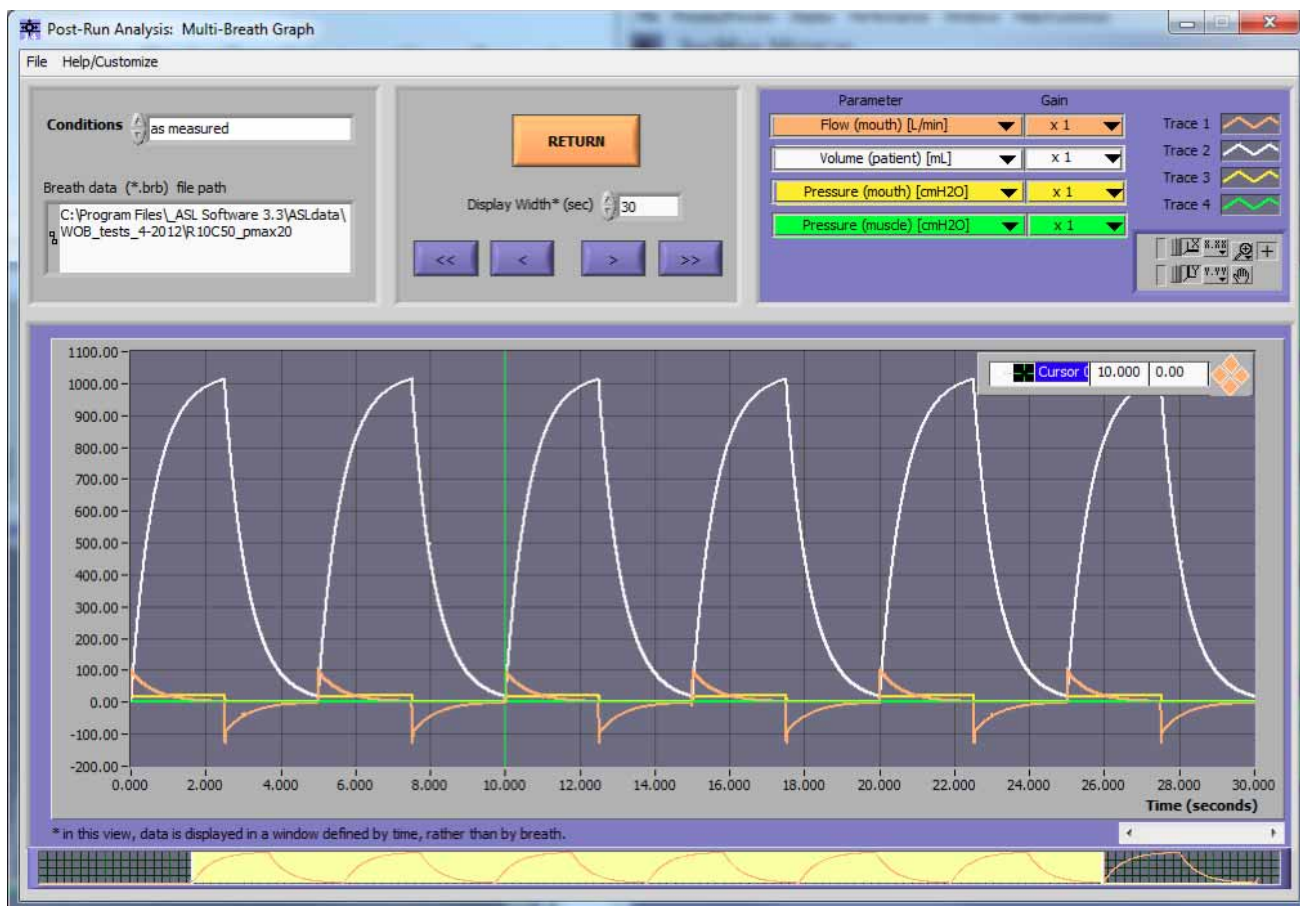 Post-Run Analysis: Multi-Breath Graph
File Help/Customize
Conditions as measured
Breath data (*.brb) file path
C:\Program Files\_ASL Software 3.3\ASLdata\
WOB_tests_4-2012\R10C50_pmax20
RETURN
Display Width* (sec) 30
<< < > >>
Parameter Gain
Flow (mouth) [L/min] x 1 Trace 1
Volume (patient) [mL] x 1 Trace 2
Pressure (mouth) [cmH2O] x 1 Trace 3
Pressure (muscle) [cmH2O] x 1 Trace 4
X X.XX
Y Y.YY
Cursor 10.000 0.00
1100.00
1000.00
900.00
800.00
700.00
600.00
500.00
400.00
300.00
200.00
100.00
0.00
-100.00
-200.00
0.000 2.000 4.000 6.000 8.000 10.000 12.000 14.000 16.000 18.000 20.000 22.000 24.000 26.000 28.000 30.000
Time (seconds)
* in this view, data is displayed in a window defined by time, rather than by breath.